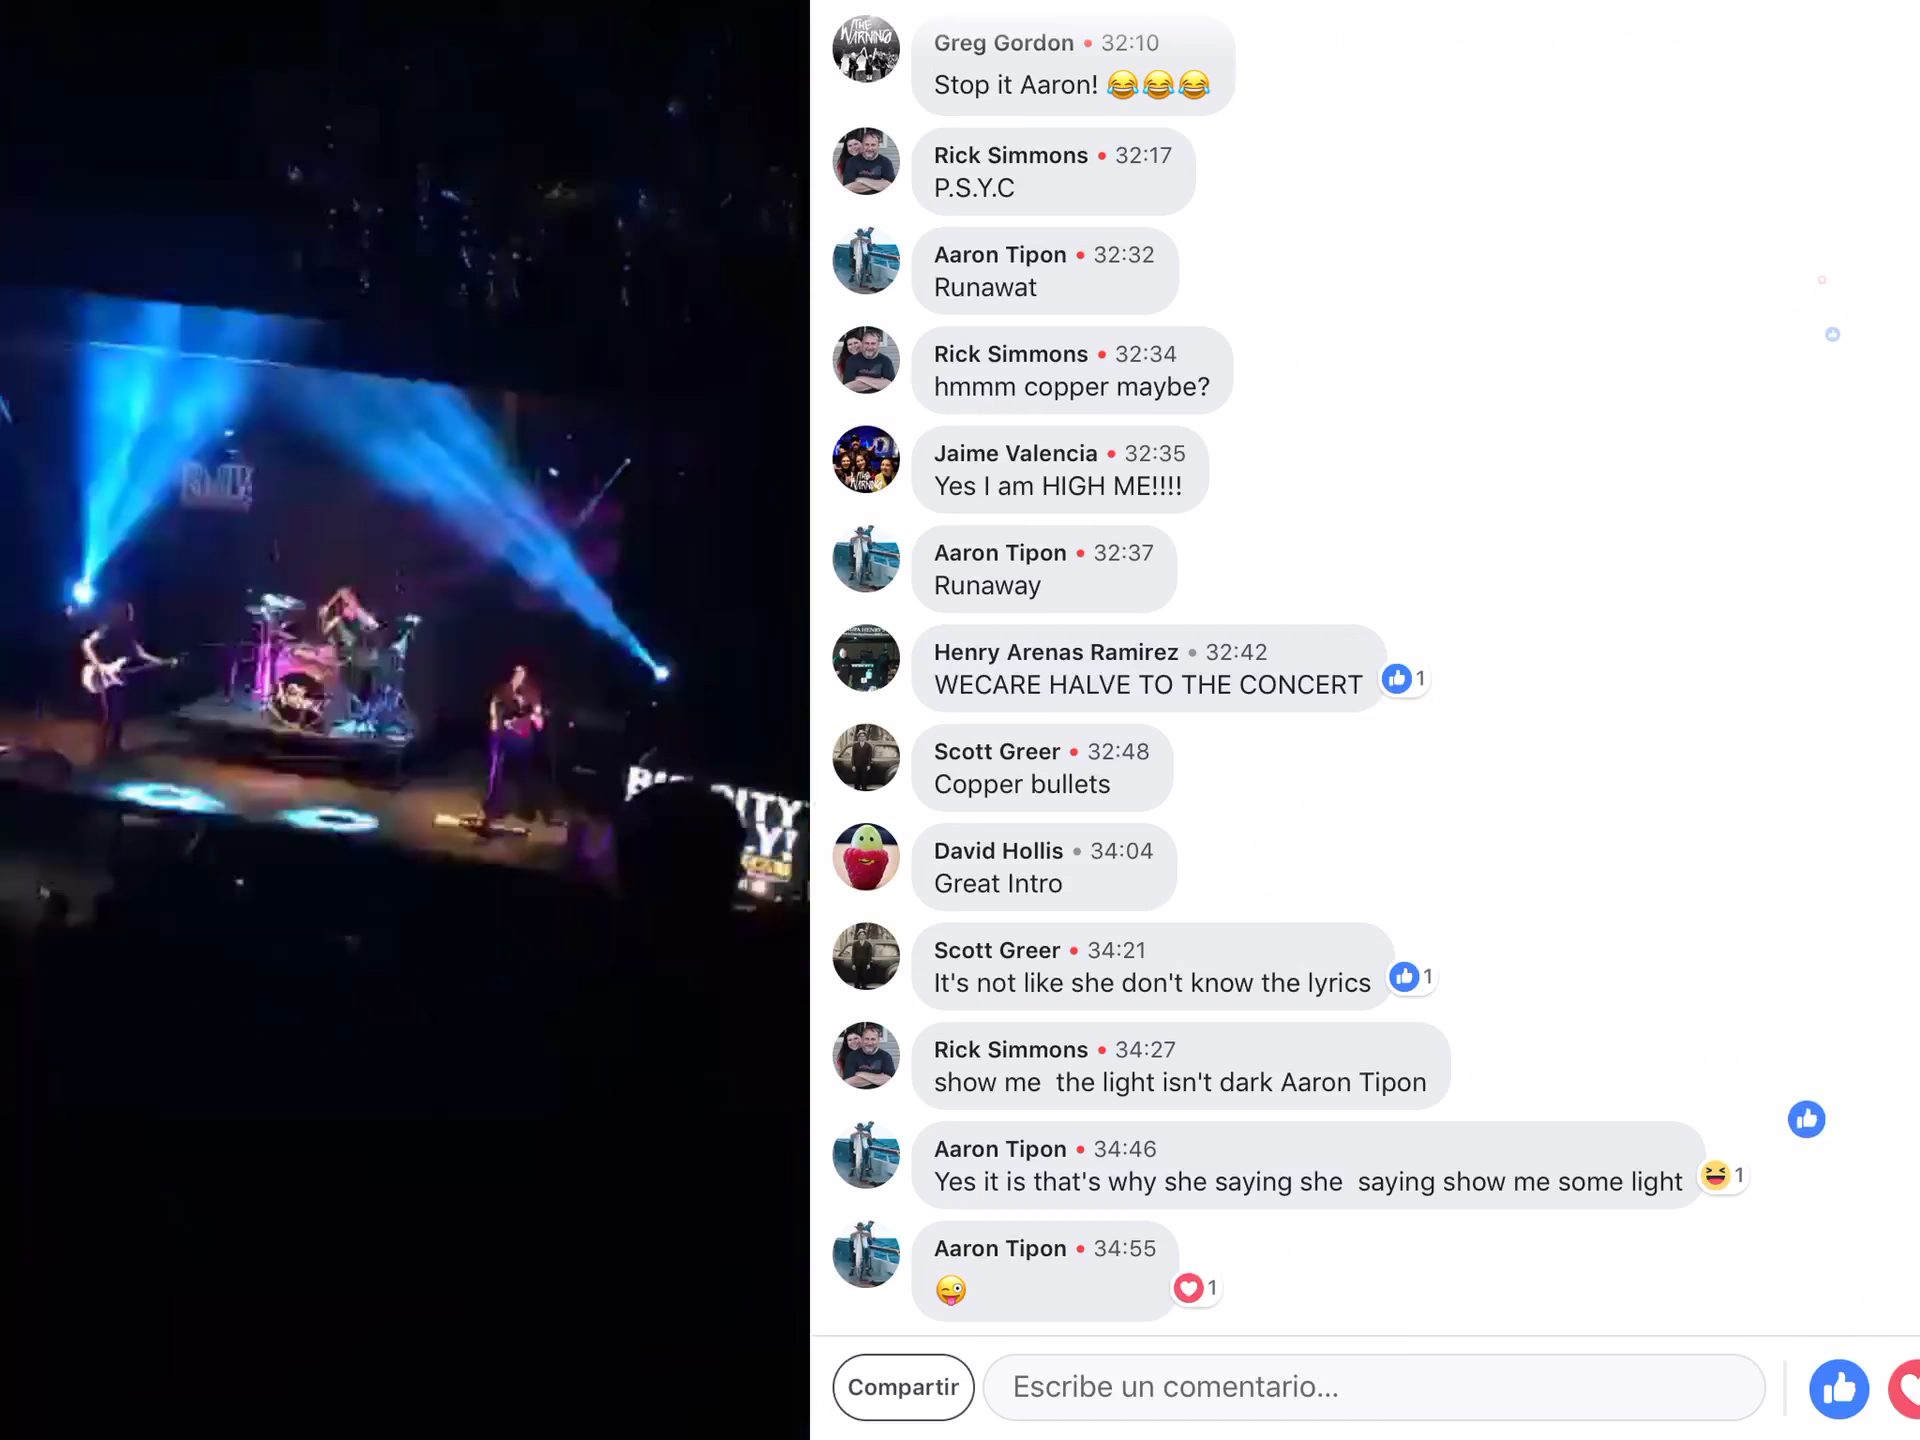 THE
WARNING
Greg Gordon • 32:10
Stop it Aaron! 😂😂😂
Rick Simmons • 32:17
P.S.Y.C
Aaron Tipon • 32:32
Runawat
Rick Simmons • 32:34
hmmm copper maybe?
Jaime Valencia • 32:35
Yes I am HIGH ME!!!!
Aaron Tipon • 32:37
Runaway
Henry Arenas Ramirez • 32:42
WECARE HALVE TO THE CONCERT
1
Scott Greer • 32:48
Copper bullets
David Hollis • 34:04
Great Intro
Scott Greer • 34:21
It's not like she don't know the lyrics
1
Rick Simmons • 34:27
show me  the light isn't dark Aaron Tipon
Aaron Tipon • 34:46
Yes it is that's why she saying she  saying show me some light
1
Aaron Tipon • 34:55
😜
1
Compartir
Escribe un comentario...